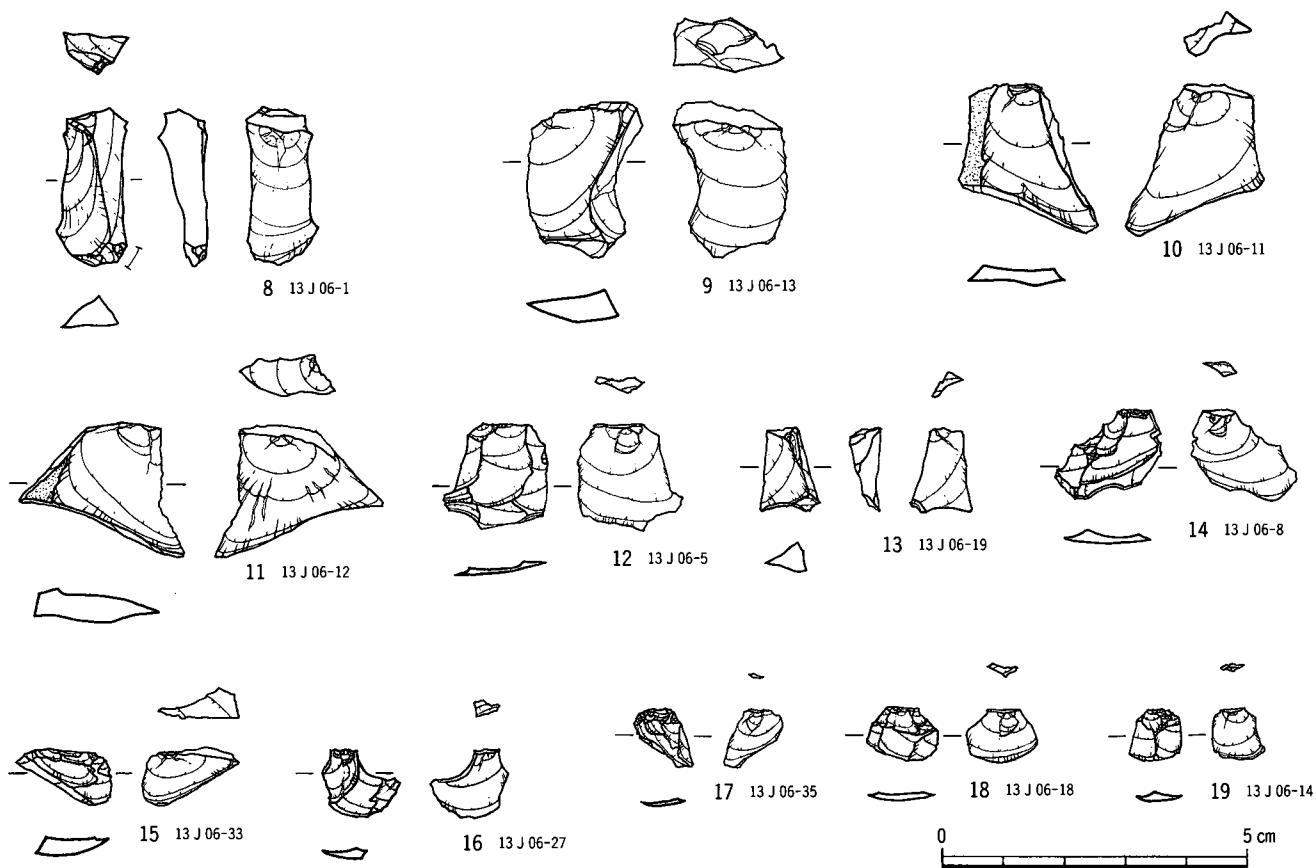 8 13 J 06-1
9 13 J 06-13
10 13 J 06-11
11 13 J 06-12
12 13 J 06-5
13 13 J 06-19
14 13 J 06-8
15 13 J 06-33
16 13 J 06-27
17 13 J 06-35
18 13 J 06-18
19 13 J 06-14
0 5 cm